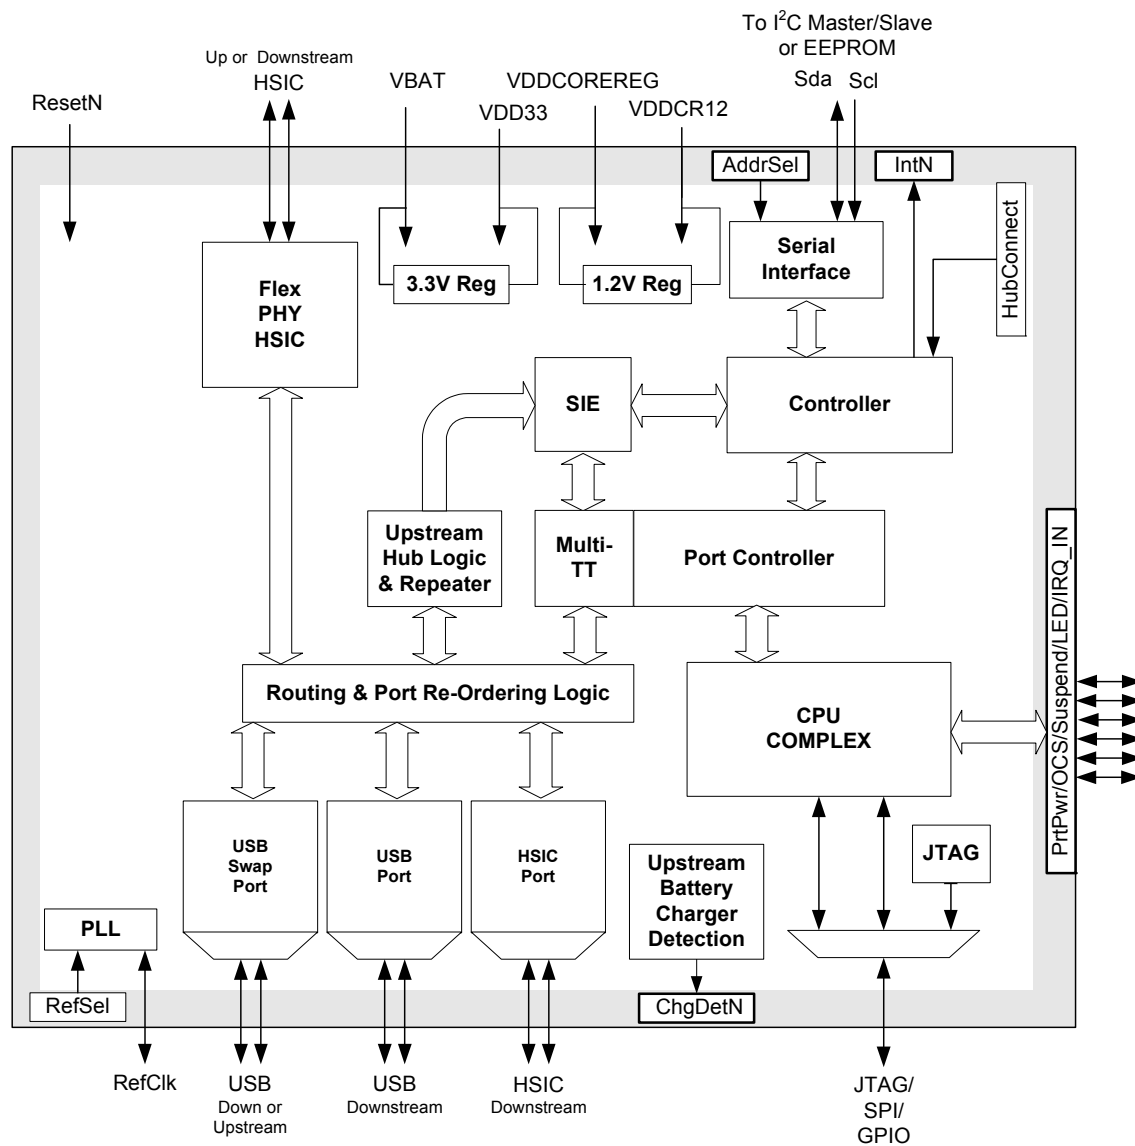 To I2C Master/Slave
or EEPROM
Up or Downstream
HSIC
VBAT
VDDCOREREG
Sda
Scl
ResetN
VDD33
VDDCR12
AddrSel
IntN
HubConnect
Flex
PHY
HSIC
3.3V Reg
1.2V Reg
Serial
Interface
SIE
Controller
Upstream
Hub Logic
& Repeater
Multi-
TT
Port Controller
Routing & Port Re-Ordering Logic
CPU
COMPLEX
PrtPwr/OCS/Suspend/LED/IRQ_IN
USB
Swap
Port
USB
Port
HSIC
Port
Upstream
Battery
Charger
Detection
JTAG
PLL
RefSel
ChgDetN
RefClk
USB
Down or
Upstream
USB
Downstream
HSIC
Downstream
JTAG/
SPI/
GPIO